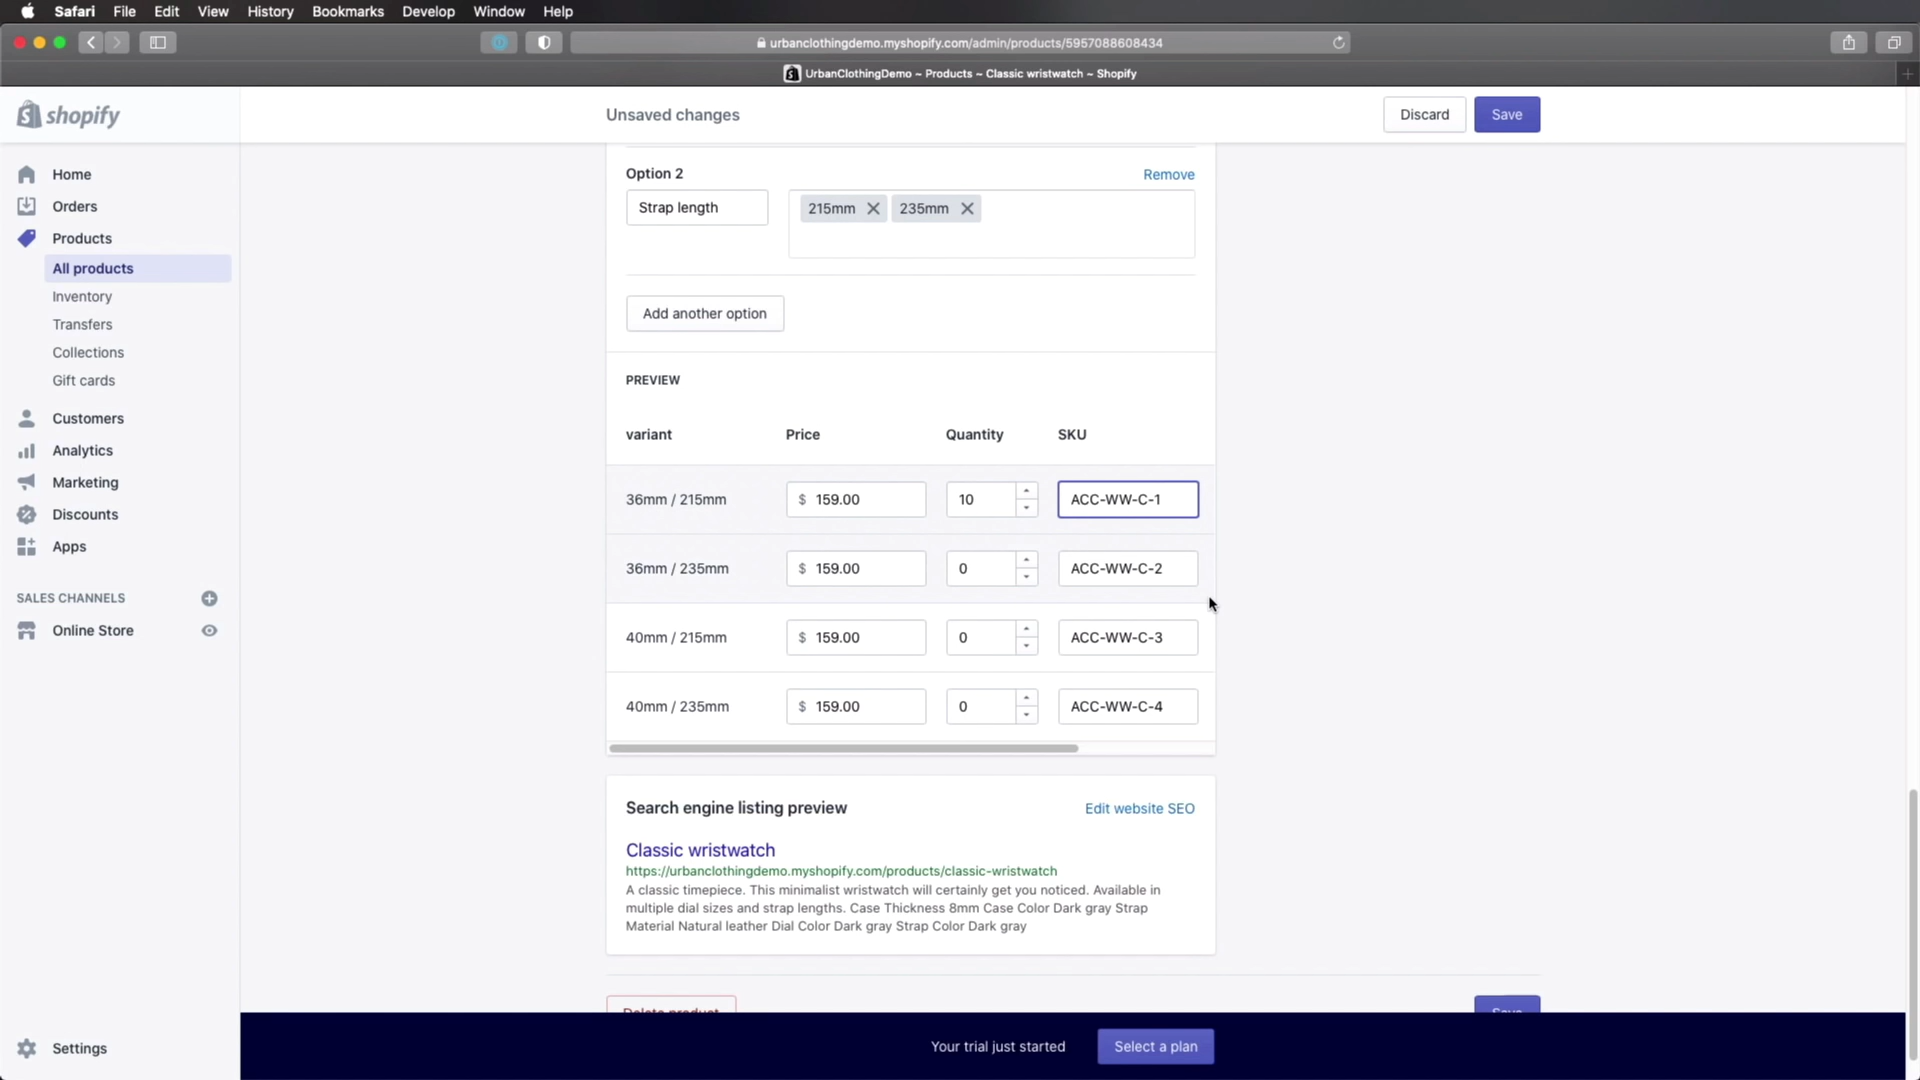 Safari File Edit View History Bookmarks Develop Window Help
urbanclothingdemo.myshopify.com/admin/products/5957088608434
UrbanClothingDemo ~ Products ~ Classic wristwatch ~ Shopify
shopify
Unsaved changes
Discard
Save
Home
Orders
Products
All products
Inventory
Transfers
Collections
Gift cards
Customers
Analytics
Marketing
Discounts
Apps
SALES CHANNELS
Online Store
Settings
Option 2
Remove
Strap length
215mm
235mm
Add another option
PREVIEW
variant Price Quantity SKU
36mm / 215mm $ 159.00 10 ACC-WW-C-1
36mm / 235mm $ 159.00 0 ACC-WW-C-2
40mm / 215mm $ 159.00 0 ACC-WW-C-3
40mm / 235mm $ 159.00 0 ACC-WW-C-4
Search engine listing preview
Edit website SEO
Classic wristwatch
https://urbanclothingdemo.myshopify.com/products/classic-wristwatch
A classic timepiece. This minimalist wristwatch will certainly get you noticed. Available in
multiple dial sizes and strap lengths. Case Thickness 8mm Case Color Dark gray Strap
Material Natural leather Dial Color Dark gray Strap Color Dark gray
Delete product
Save
Your trial just started
Select a plan